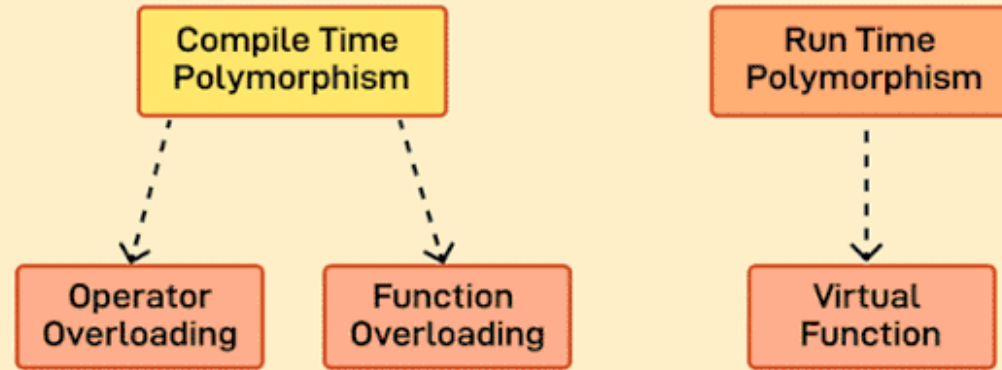 Compile Time
Polymorphism
Run Time
Polymorphism
Operator
Overloading
Function
Overloading
Virtual
Function